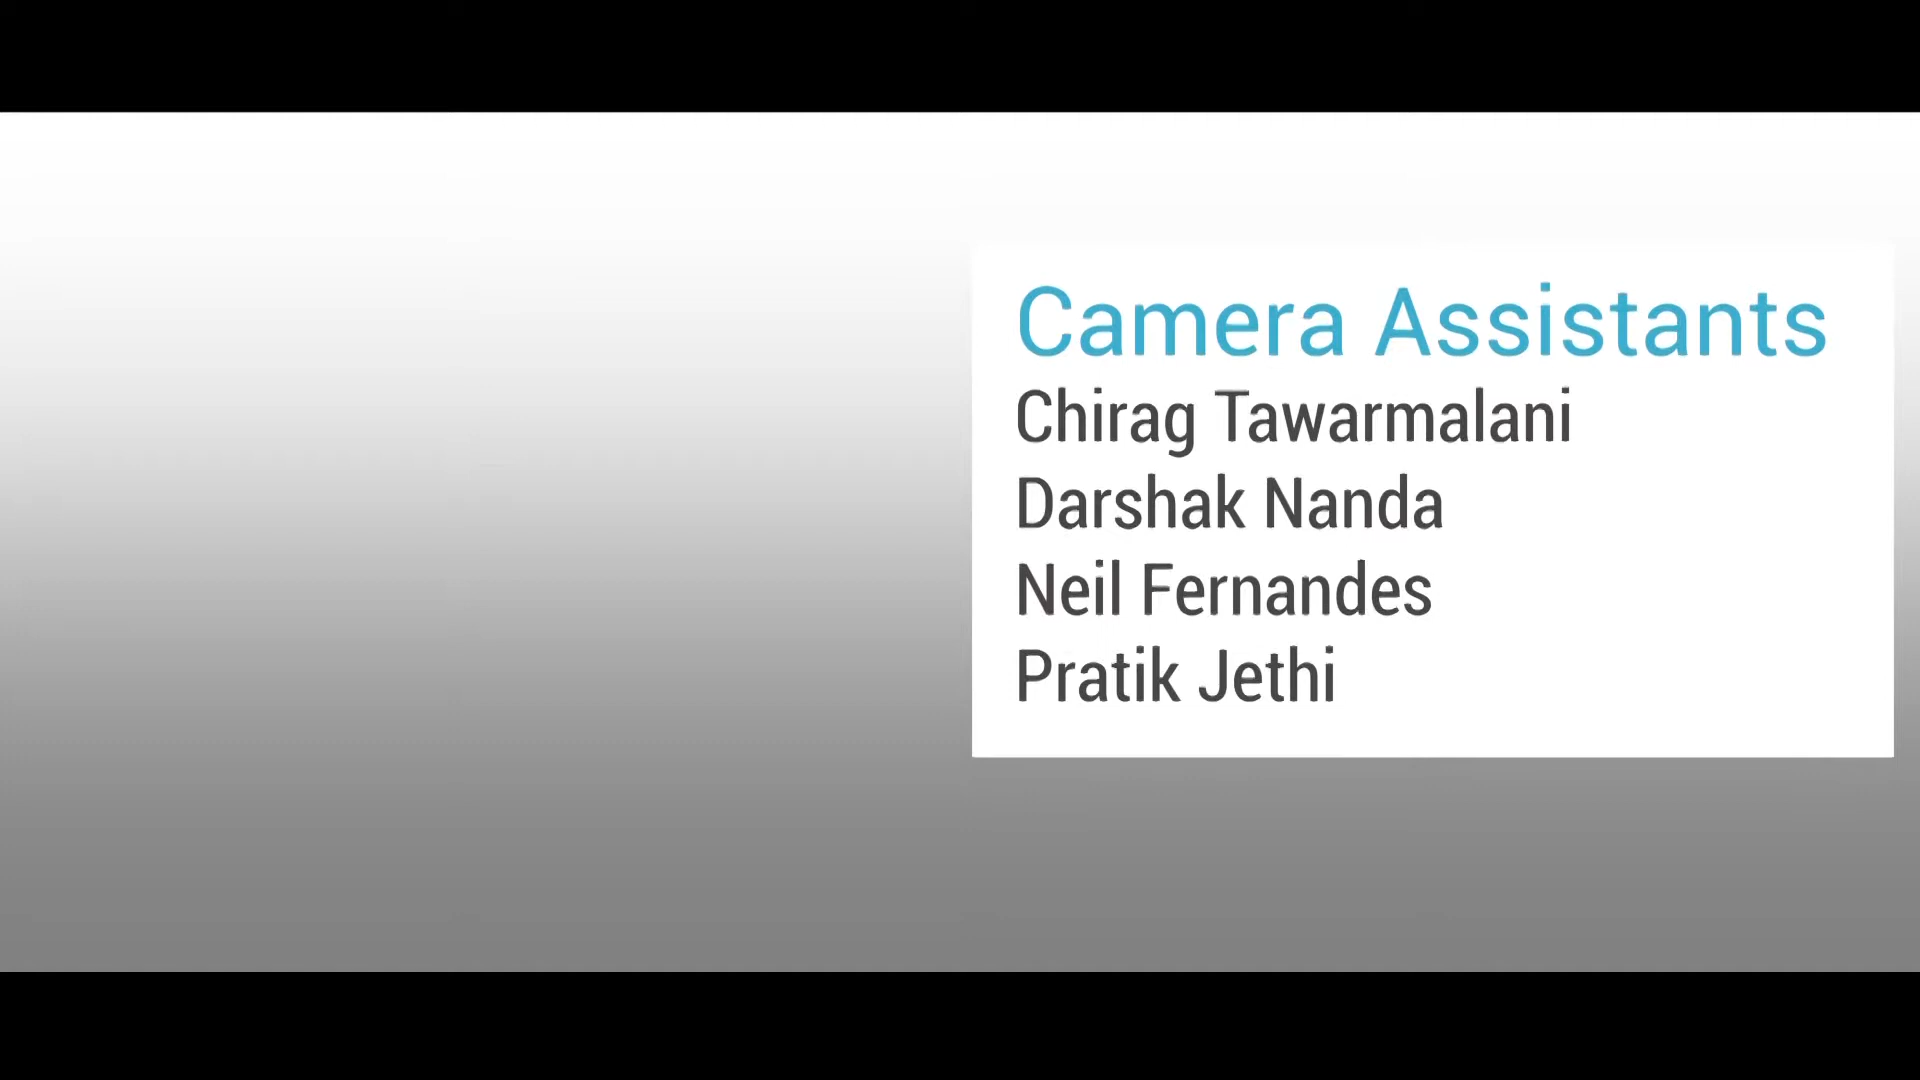 Camera Assistants
Chirag Tawarmalani
Darshak Nanda
Neil Fernandes
Pratik Jethi